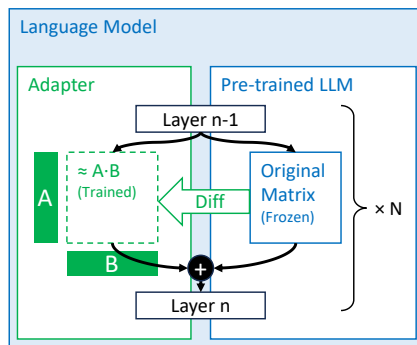 Language Model
Adapter
Pre-trained LLM
Layer n-1
A
≈ A·B
(Trained)
Diff
Original
Matrix
(Frozen)
× N
B
+
Layer n